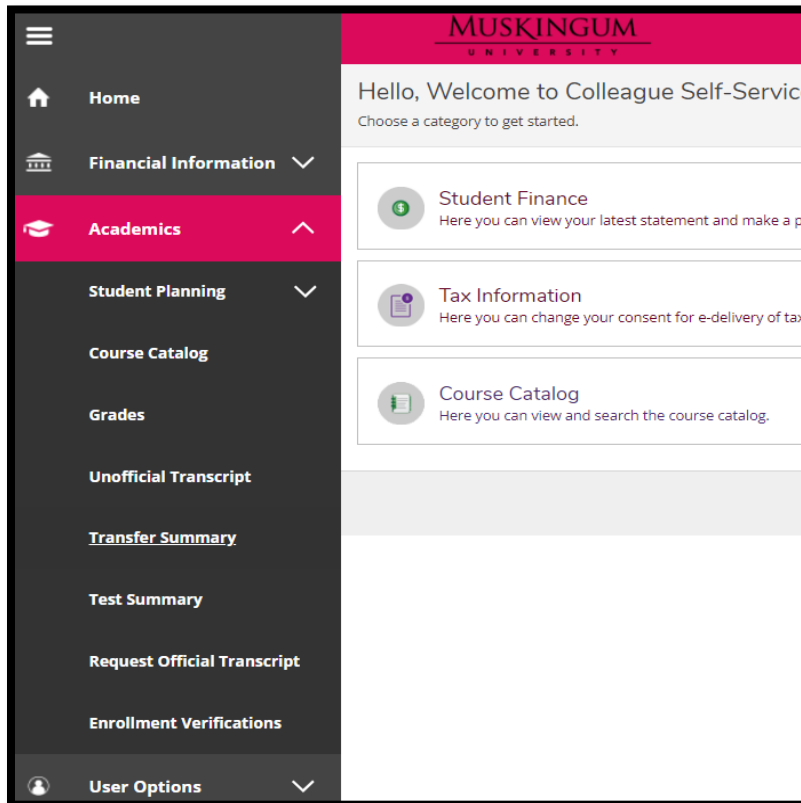 MUSKINGUM
UNIVERSITY
Home
Financial Information
Academics
Student Planning
Course Catalog
Grades
Unofficial Transcript
Transfer Summary
Test Summary
Request Official Transcript
Enrollment Verifications
User Options
Hello, Welcome to Colleague Self-Servic
Choose a category to get started.
Student Finance
Here you can view your latest statement and make a p
Tax Information
Here you can change your consent for e-delivery of tax
Course Catalog
Here you can view and search the course catalog.